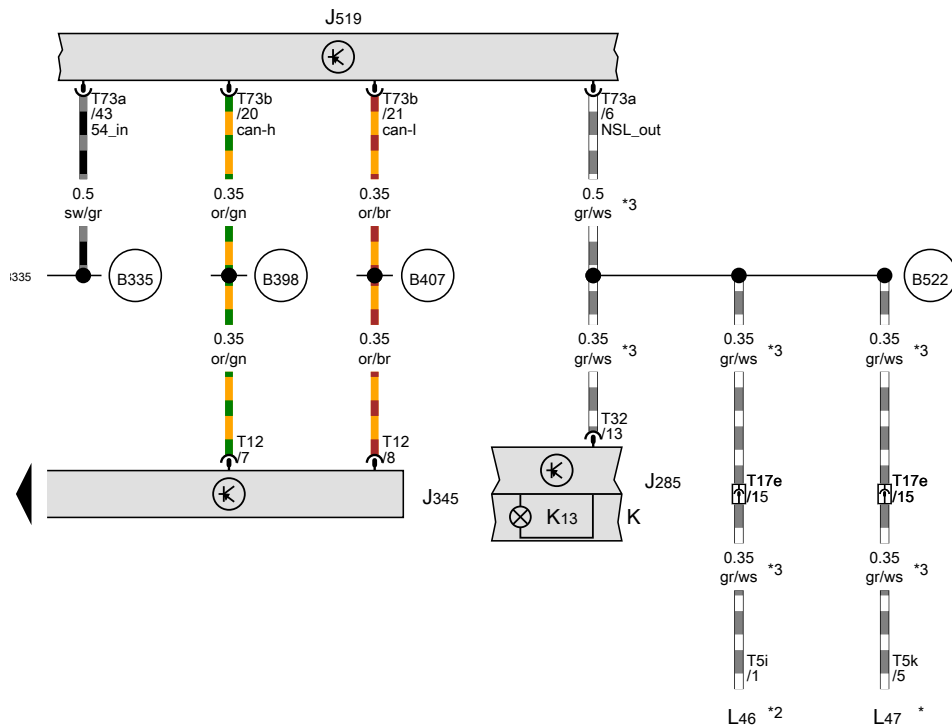 J519
T73a
/43
54_in
T73b
/20
can-h
T73b
/21
can-l
T73a
/6
NSL_out
0.5
sw/gr
0.35
or/gn
0.35
or/br
0.5
gr/ws *3
B335
B398
B407
B522
0.35
or/gn
0.35
or/br
0.35
gr/ws *3
0.35
gr/ws *3
0.35
gr/ws *3
T12
/7
T12
/8
T32
/13
J345
J285
K13
K
T17e
/15
T17e
/15
0.35
gr/ws *3
0.35
gr/ws *3
T5i
/1
T5k
/5
L46 *2
L47 *